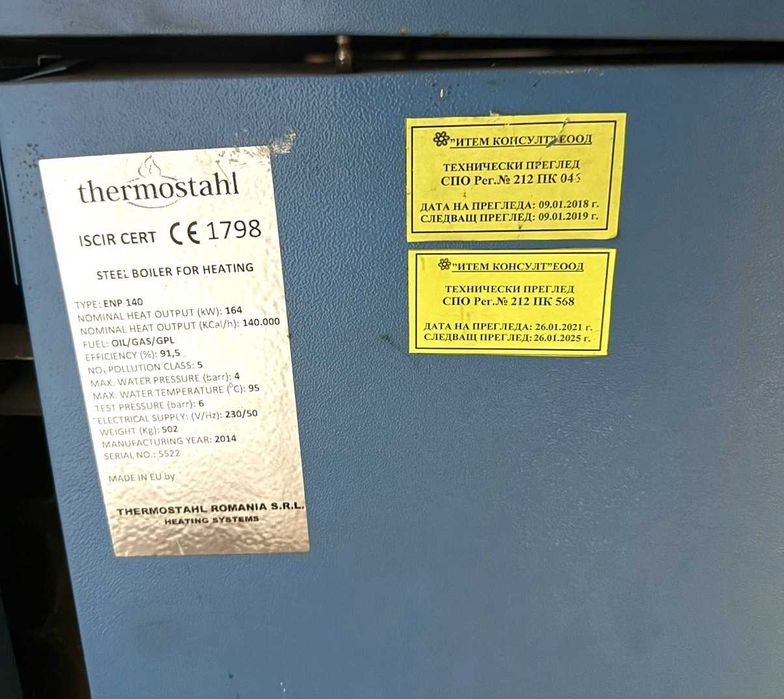 thermostahl
ISCIR CERT CE 1798
STEEL BOILER FOR HEATING
TYPE: ENP 140
NOMINAL HEAT OUTPUT (kW): 164
NOMINAL HEAT OUTPUT (KCal/h): 140.000
FUEL: OIL/GAS/GPL
EFFICIENCY (%): 91,5
NOₓ POLLUTION CLASS: 5
MAX. WATER PRESSURE (barr): 4
MAX. WATER TEMPERATURE (°C): 95
TEST PRESSURE (barr): 6
ELECTRICAL SUPPLY: (V/Hz): 230/50
WEIGHT (Kg): 502
MANUFACTURING YEAR: 2014
SERIAL NO.: 5522
MADE IN EU by
THERMOSTAHL ROMANIA S.R.L.
HEATING SYSTEMS
"ИТЕМ КОНСУЛТ" ЕООД
ТЕХНИЧЕСКИ ПРЕГЛЕД
СПО Рег.№ 212 ПК
ДАТА НА ПРЕГЛЕДА: 09.01.2018 г.
СЛЕДВАЩ ПРЕГЛЕД: 09.01.2019 г.
"ИТЕМ КОНСУЛТ"ЕООД
ТЕХНИЧЕСКИ ПРЕГЛЕД
СПО Рег.№ 212 ПК 568
ДАТА НА ПРЕГЛЕДА: 26.01.2021 г.
СЛЕДВАЩ ПРЕГЛЕД: 26.01.2025 г.